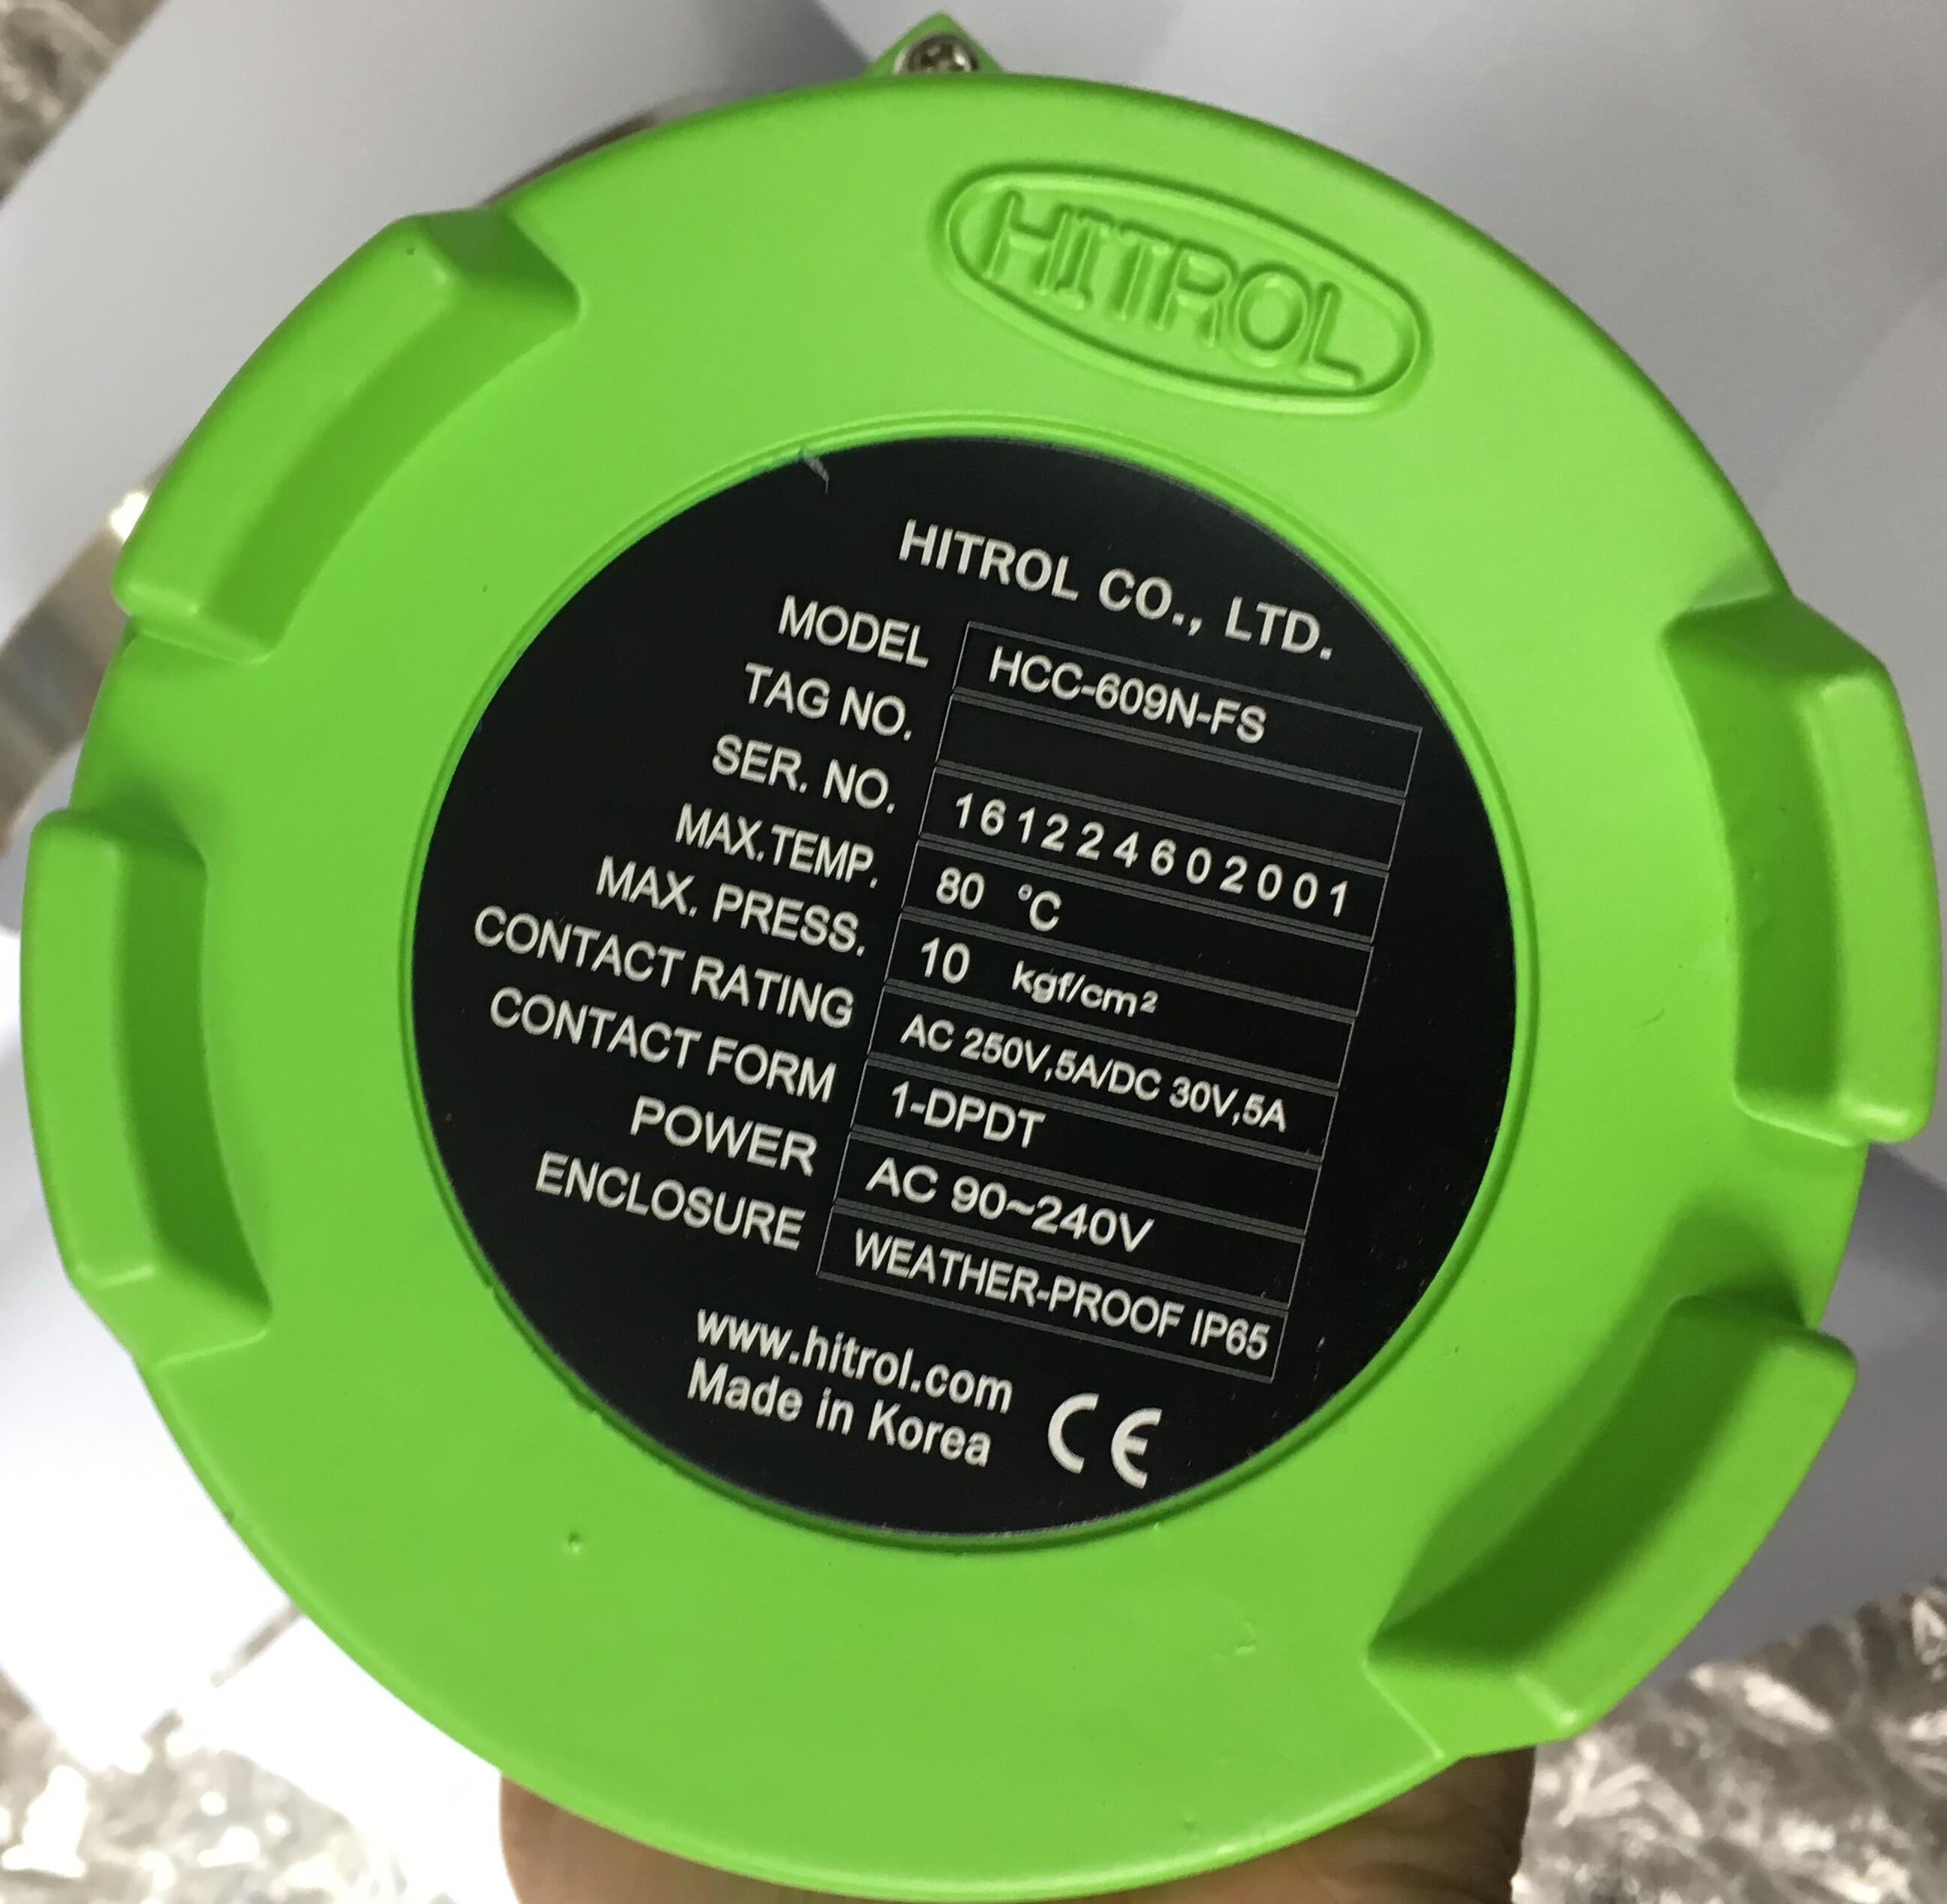 HITROL
HITROL CO., LTD.
MODEL HCC-609N-FS
TAG NO.
SER. NO. 161224602001
MAX.TEMP. 80 °C
MAX. PRESS. 10 kgf/cm²
CONTACT RATING AC 250V,5A/DC 30V,5A
CONTACT FORM 1-DPDT
POWER AC 90~240V
ENCLOSURE WEATHER-PROOF IP65
www.hitrol.com
Made in Korea CE